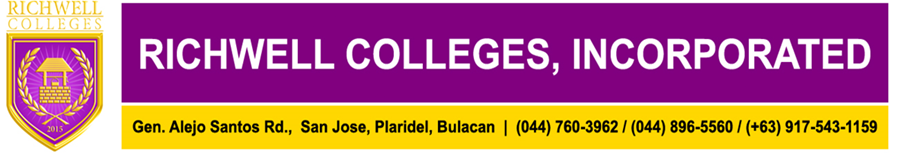 RICHWELL
COLLEGES
2015
RICHWELL COLLEGES, INCORPORATED
Gen. Alejo Santos Rd., San Jose, Plaridel, Bulacan | (044) 760-3962 / (044) 896-5560 / (+63) 917-543-1159